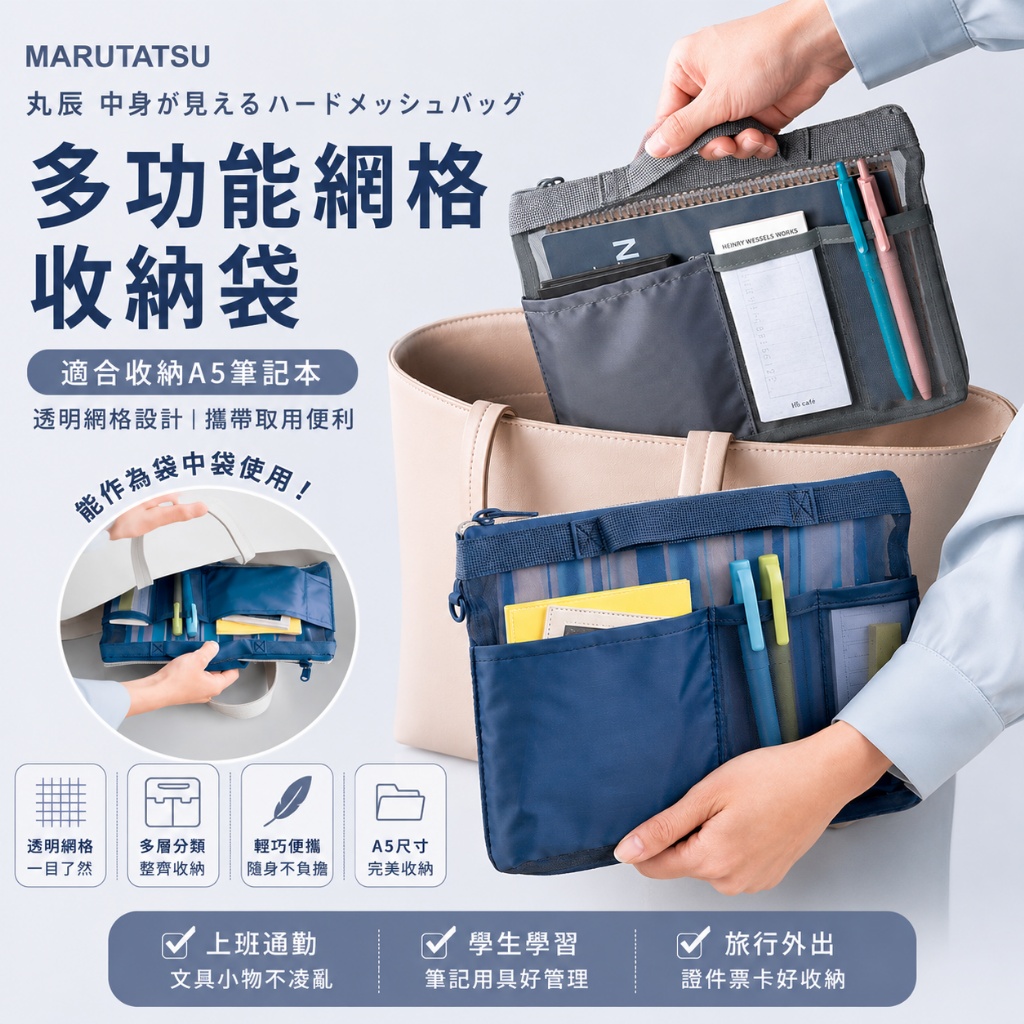 MARUTATSU
丸辰 中身が見えるハードメッシュバッグ
多功能網格
收納袋
適合收納A5筆記本
透明網格設計｜攜帶取用便利
能作為袋中袋使用！
N
HENRY WESSELS WORKS
透明網格
一目了然
多層分類
整齊收納
輕巧便攜
隨身不負擔
A5尺寸
完美收納
上班通勤
文具小物不凌亂
學生學習
筆記用具好管理
旅行外出
證件票卡好收納